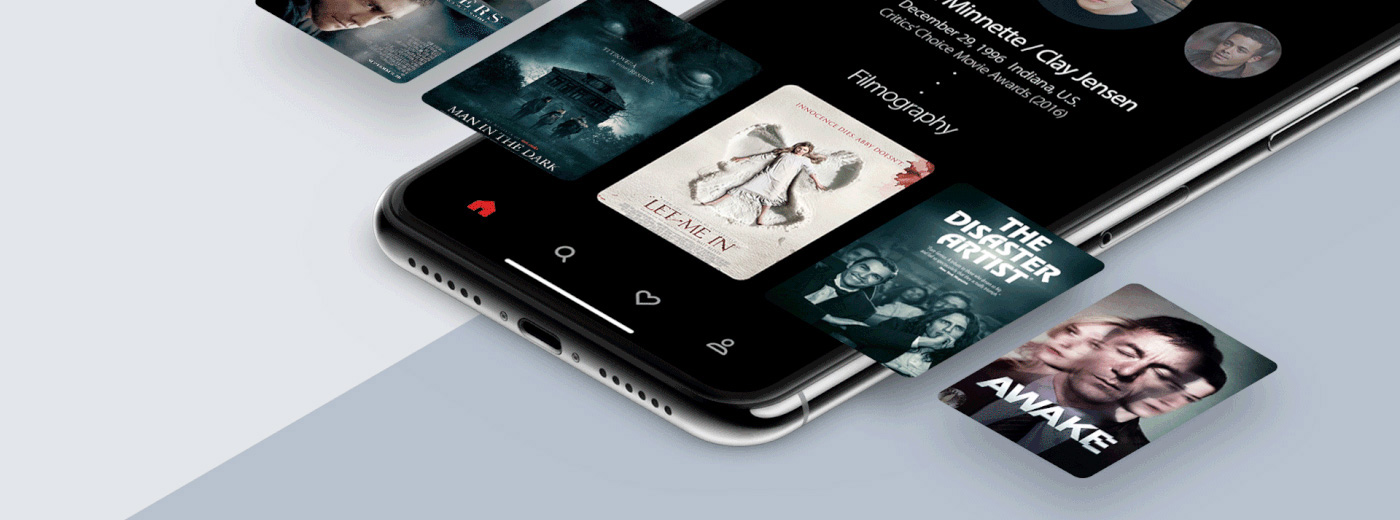 Minnette / Clay Jensen
December 29, 1996 Indiana, U.S.
Critics' Choice Movie Awards (2016)
Filmography
MAN IN THE DARK
INNOCENCE DIES. ABBY DOESN'T.
LET ME IN
THE
DISASTER
ARTIST
AWAKE